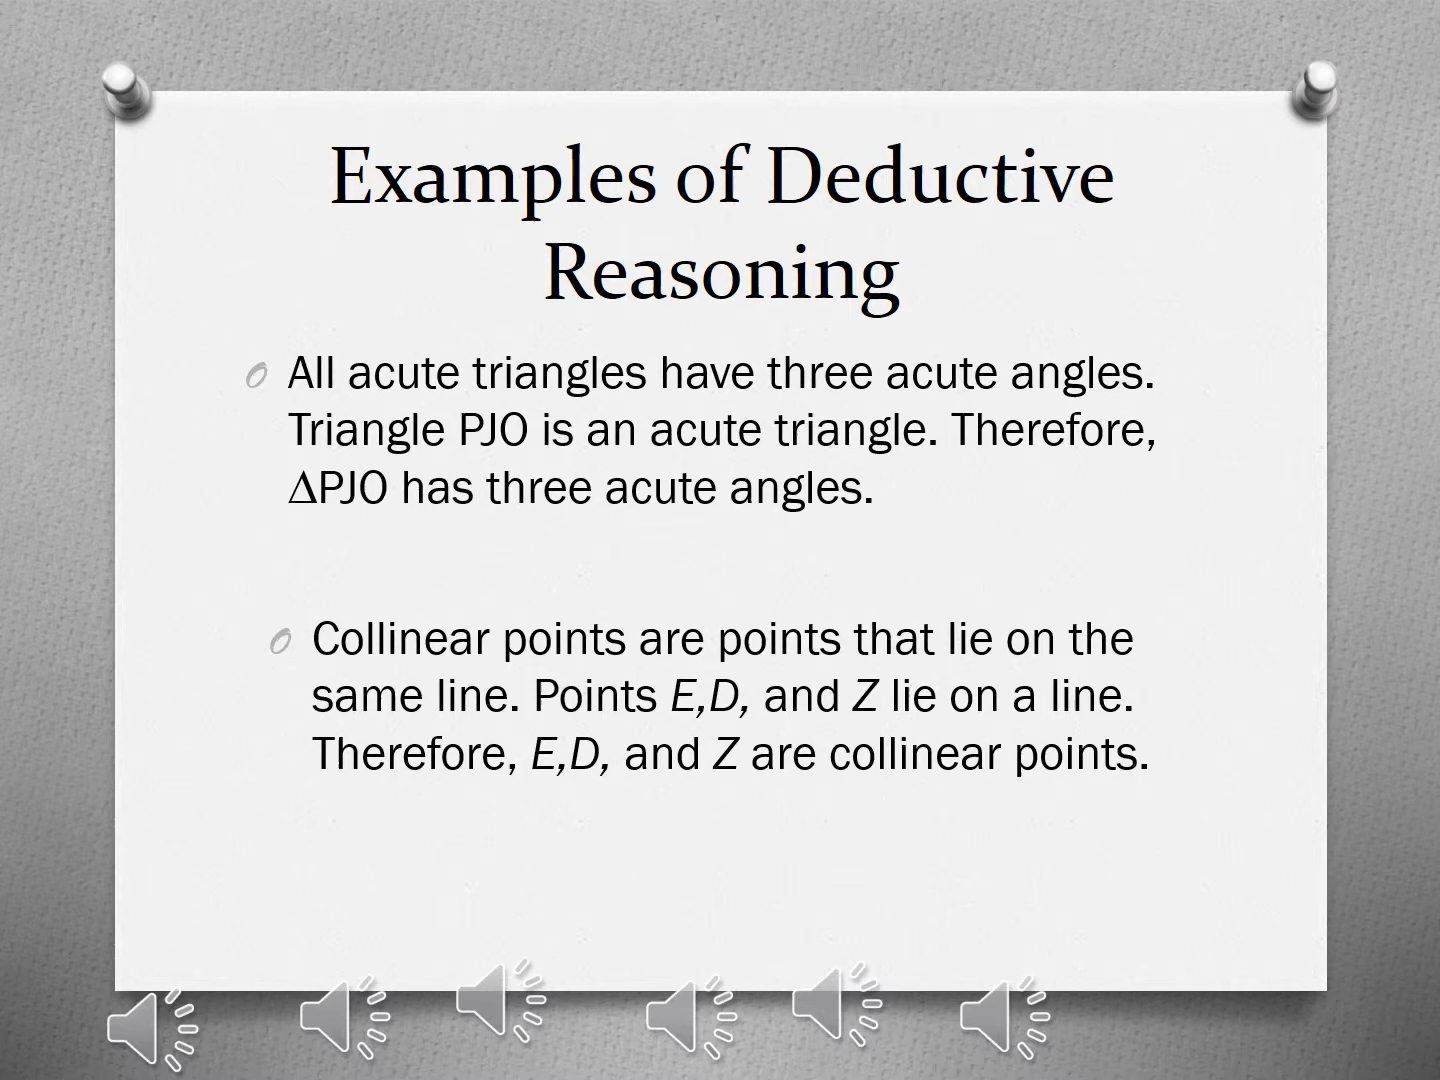 Examples of Deductive
Reasoning
All acute triangles have three acute angles.
Triangle PJO is an acute triangle. Therefore,
∆PJO has three acute angles.
Collinear points are points that lie on the
same line. Points E,D, and Z lie on a line.
Therefore, E,D, and Z are collinear points.